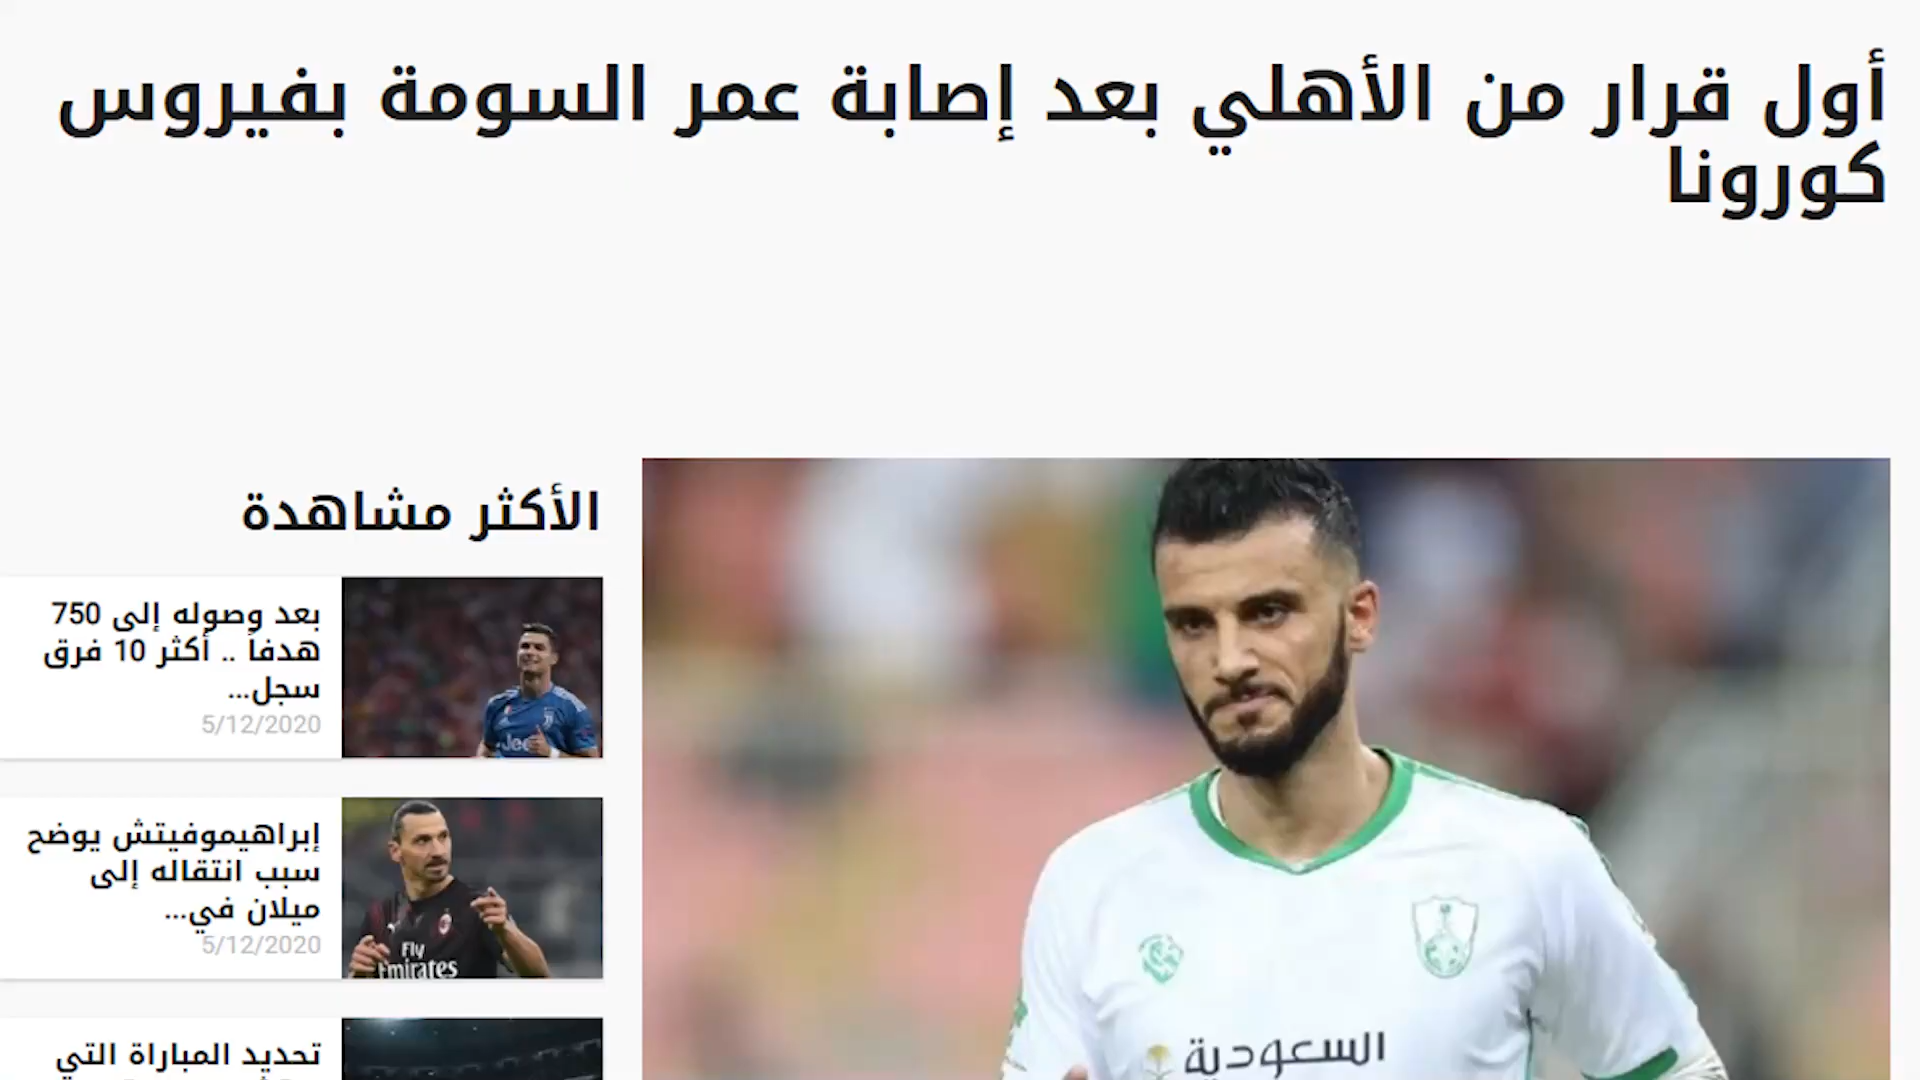 أول قرار من الأهلي بعد إصابة عمر السومة بفيروس
كورونا
الأكثر مشاهدة
بعد وصوله إلى 750
هدفاً .. أكثر 10 فرق
سجل...
5/12/2020
إبراهيموفيتش يوضح
سبب انتقاله إلى
ميلان في...
5/12/2020
تحديد المباراة التي
Jeep
Fly
Emirates
السعودية